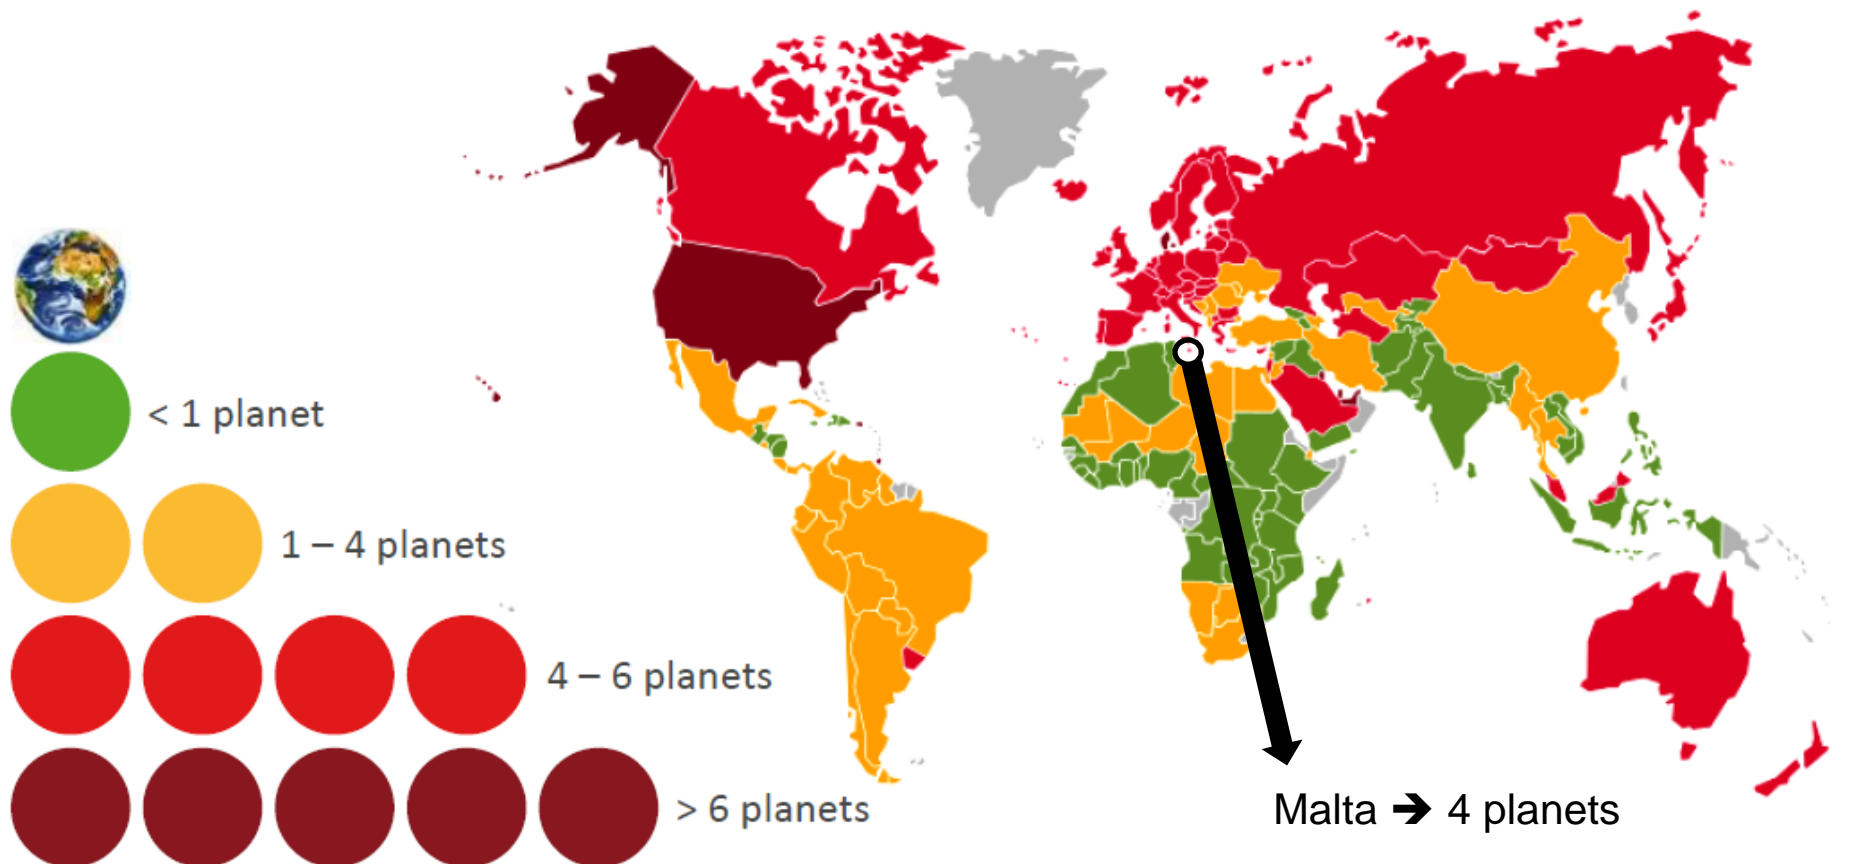 < 1 planet
1 – 4 planets
4 – 6 planets
> 6 planets
Malta ➔ 4 planets